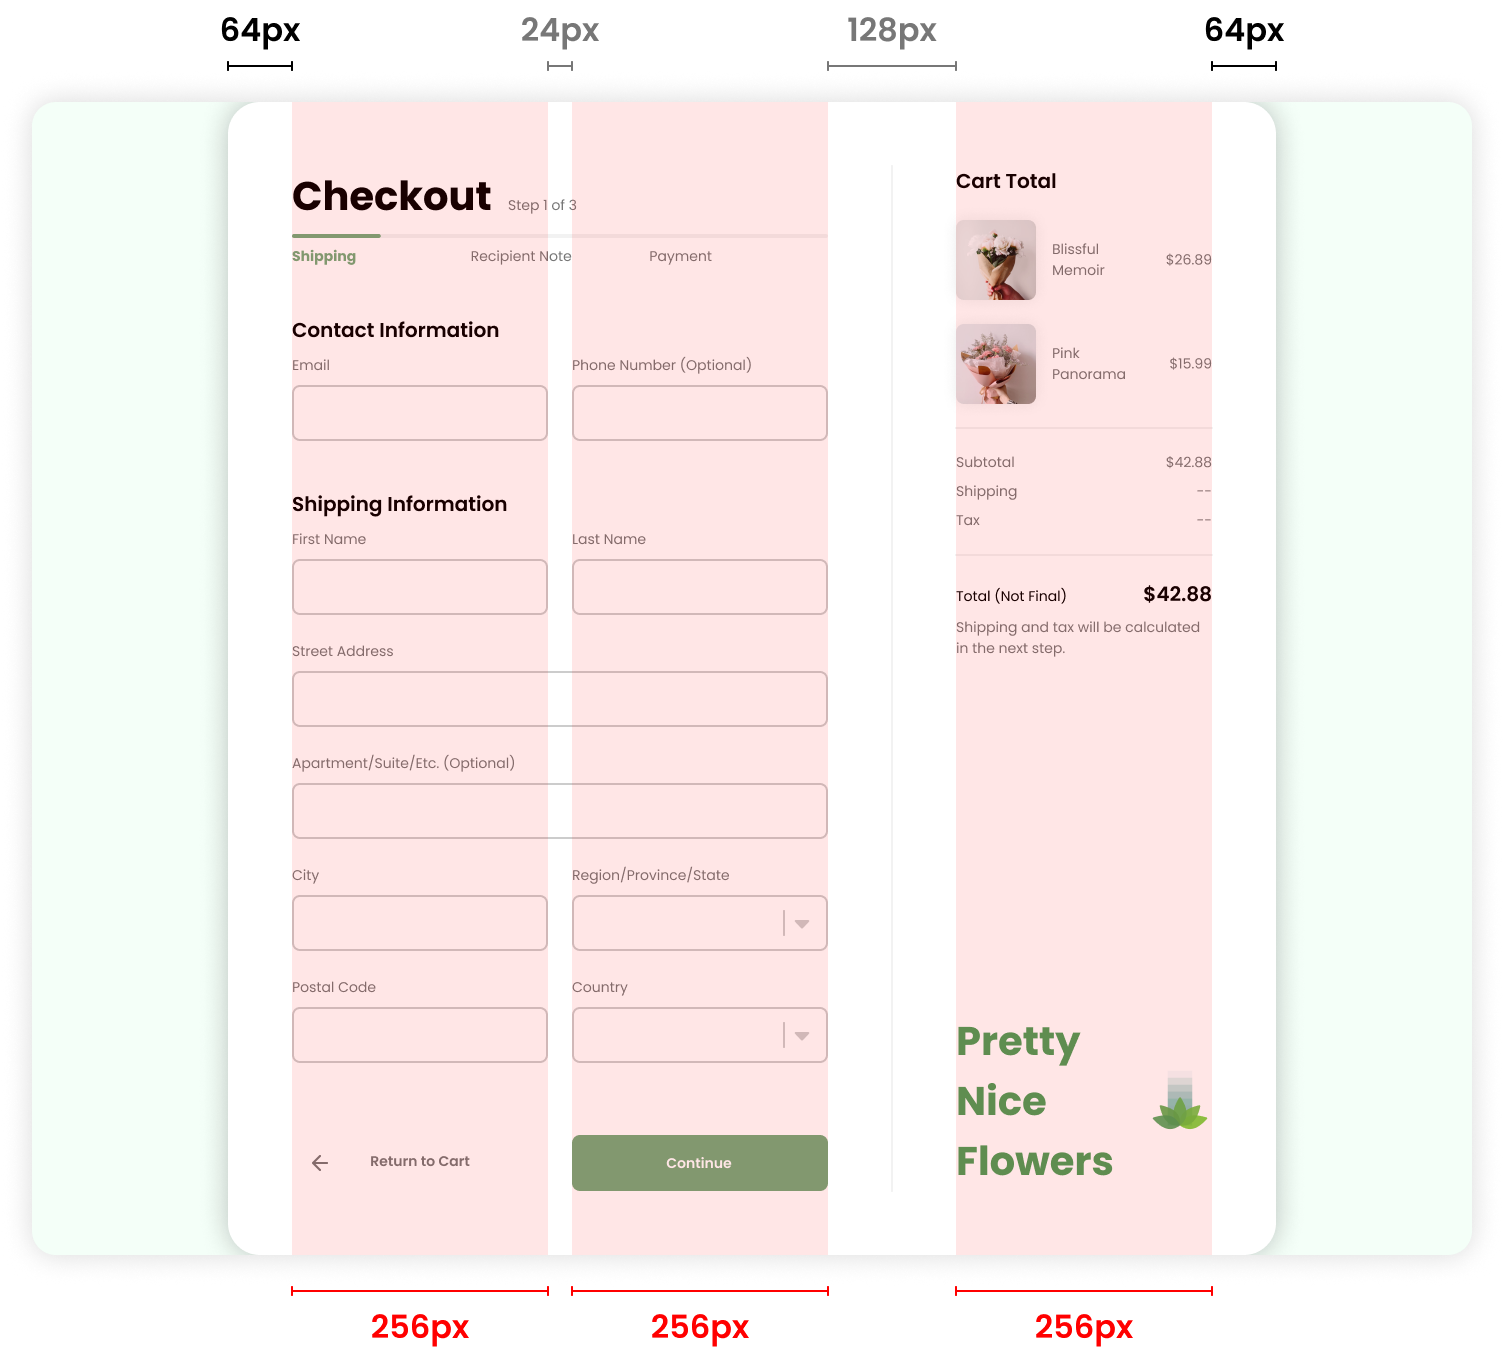 64px
24px
128px
64px
Checkout
Step 1 of 3
Shipping
Recipient Note
Payment
Contact Information
Email
Phone Number (Optional)
Shipping Information
First Name
Last Name
Street Address
Apartment/Suite/Etc. (Optional)
City
Region/Province/State
Postal Code
Country
Return to Cart
Continue
Cart Total
Blissful
Memoir
$26.89
Pink
Panorama
$15.99
Subtotal
$42.88
Shipping
--
Tax
--
Total (Not Final)
$42.88
Shipping and tax will be calculated
in the next step.
Pretty
Nice
Flowers
256px
256px
256px